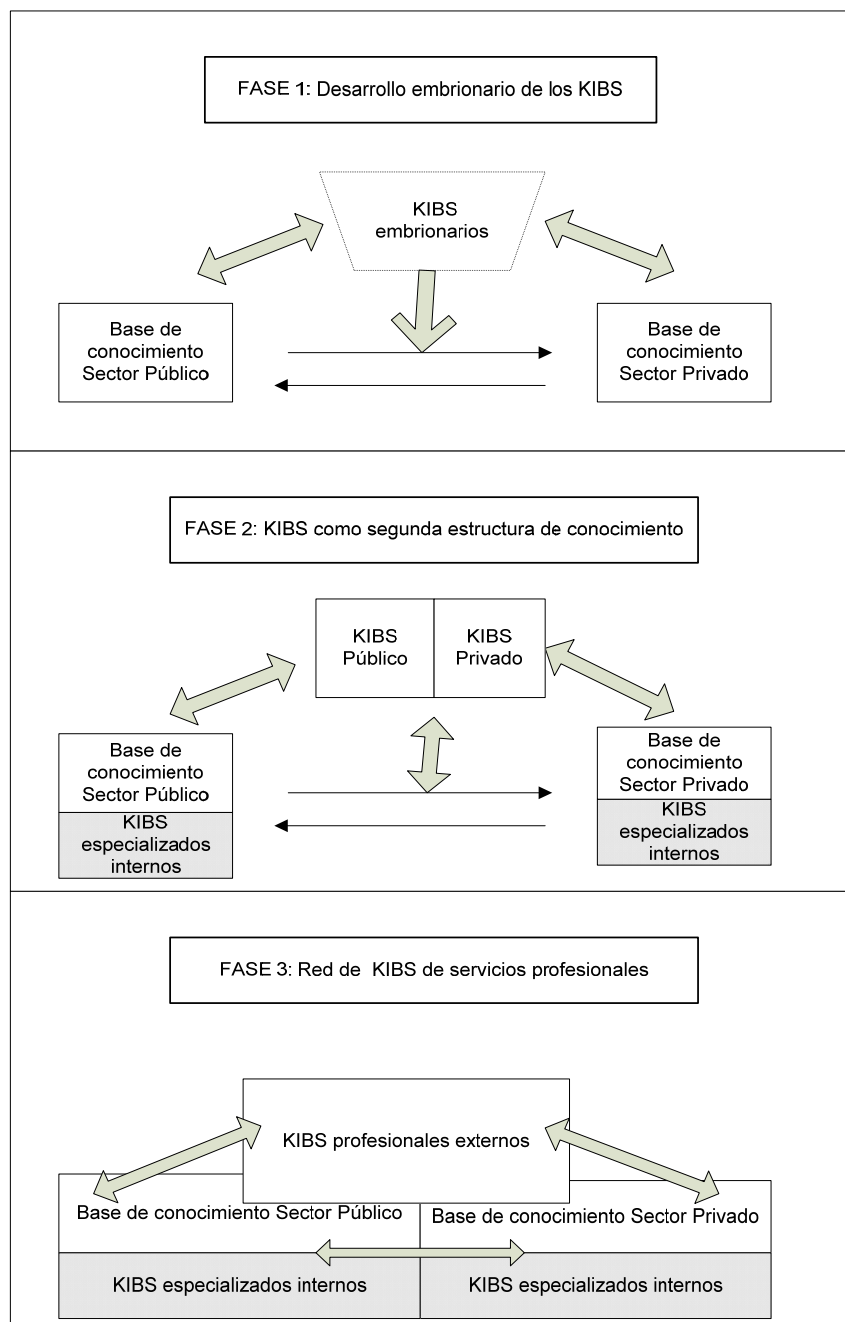 FASE 1: Desarrollo embrionario de los KIBS
KIBS
embrionarios
Base de
conocimiento
Sector Público
Base de
conocimiento
Sector Privado
FASE 2: KIBS como segunda estructura de conocimiento
KIBS
Público
KIBS
Privado
Base de
conocimiento
Sector Público
KIBS
especializados
internos
Base de
conocimiento
Sector Privado
KIBS
especializados
internos
FASE 3: Red de KIBS de servicios profesionales
KIBS profesionales externos
Base de conocimiento Sector Público
Base de conocimiento Sector Privado
KIBS especializados internos
KIBS especializados internos